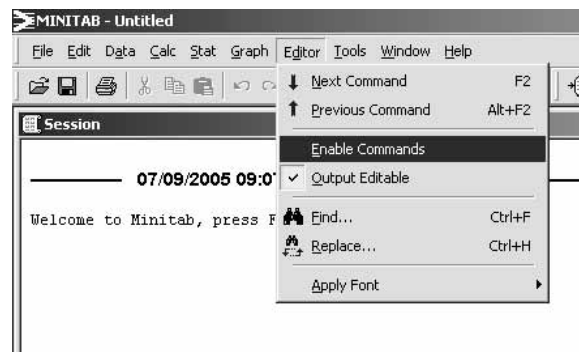 MINITAB - Untitled
File Edit Data Calc Stat Graph Editor Tools Window Help
Next Command F2
Previous Command Alt+F2
Session
Enable Commands
07/09/2005 09:0
Output Editable
Welcome to Minitab, press F
Find... Ctrl+F
Replace... Ctrl+H
Apply Font